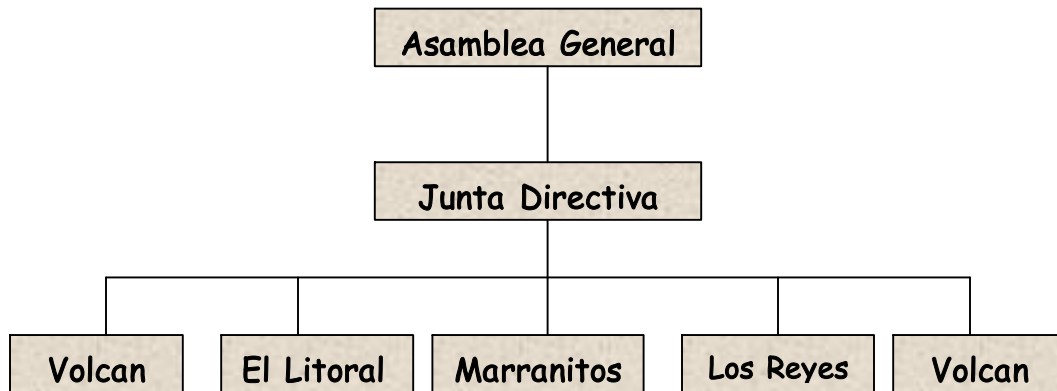 Asamblea General
Junta Directiva
Volcan
El Litoral
Marranitos
Los Reyes
Volcan